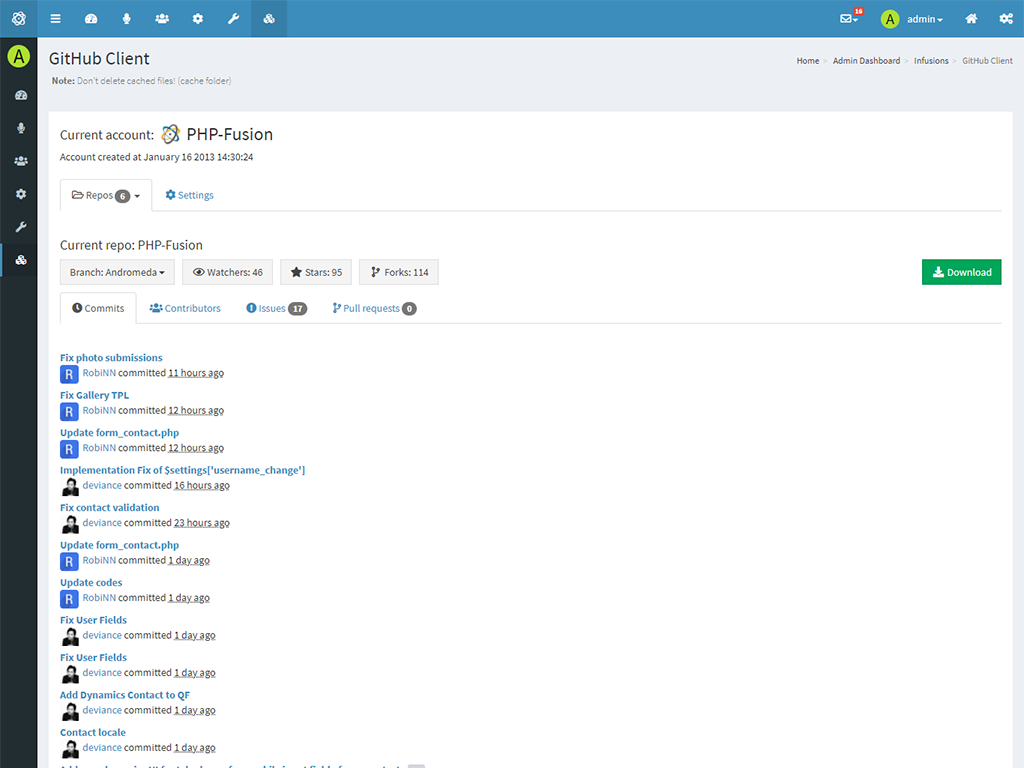 16
A
admin
A
GitHub Client
Note: Don't delete cached files! (cache folder)
Home > Admin Dashboard > Infusions > GitHub Client
Current account: PHP-Fusion
Account created at January 16 2013 14:30:24
Repos 6
Settings
Current repo: PHP-Fusion
Branch: Andromeda
Watchers: 46
Stars: 95
Forks: 114
Download
Commits
Contributors
Issues 17
Pull requests 0
Fix photo submissions
R RobiNN committed 11 hours ago
Fix Gallery TPL
R RobiNN committed 12 hours ago
Update form_contact.php
R RobiNN committed 12 hours ago
Implementation Fix of $settings['username_change']
deviance committed 16 hours ago
Fix contact validation
deviance committed 23 hours ago
Update form_contact.php
R RobiNN committed 1 day ago
Update codes
R RobiNN committed 1 day ago
Fix User Fields
deviance committed 1 day ago
Fix User Fields
deviance committed 1 day ago
Add Dynamics Contact to QF
deviance committed 1 day ago
Contact locale
deviance committed 1 day ago